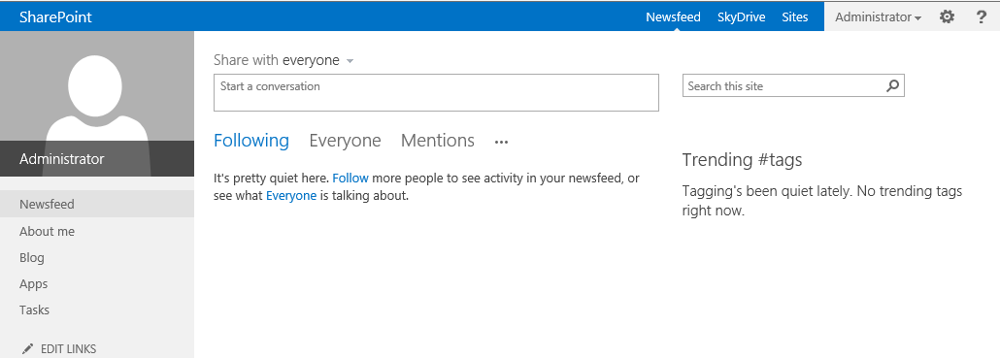 SharePoint
Newsfeed SkyDrive Sites Administrator ?
Administrator
Newsfeed
About me
Blog
Apps
Tasks
EDIT LINKS
Share with everyone
Start a conversation
Following Everyone Mentions ...
It's pretty quiet here. Follow more people to see activity in your newsfeed, or
see what Everyone is talking about.
Search this site
Trending #tags
Tagging's been quiet lately. No trending tags
right now.